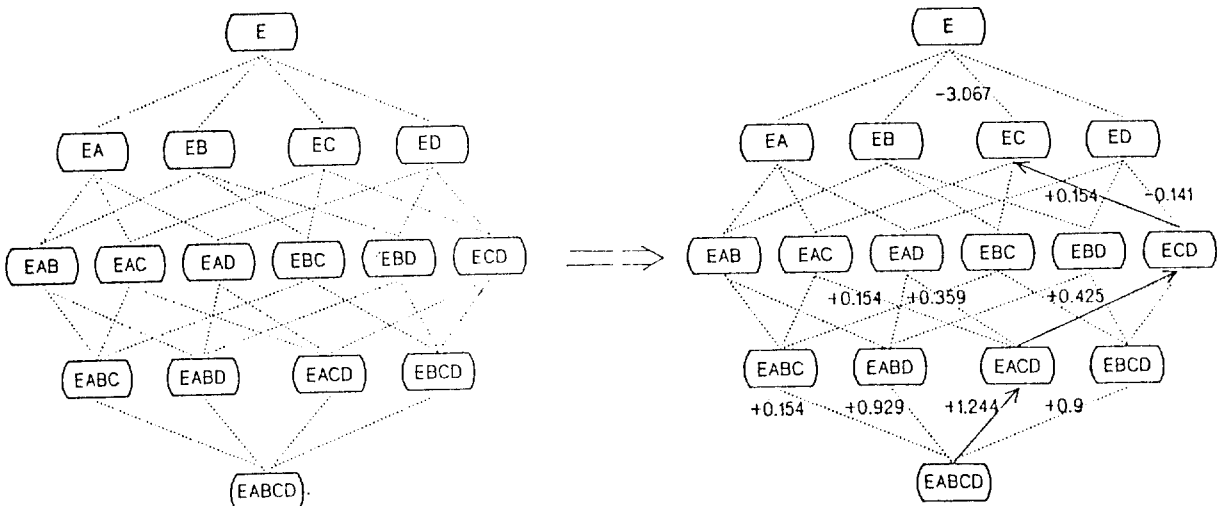 E
EA EB EC ED
EAB EAC EAD EBC EBD ECD
EABC EABD EACD EBCD
EABCD
E
-3.067
EA EB EC ED
+0.154 -0.141
EAB EAC EAD EBC EBD ECD
+0.154 +0.359 +0.425
EABC EABD EACD EBCD
+0.154 +0.929 +1.244 +0.9
EABCD